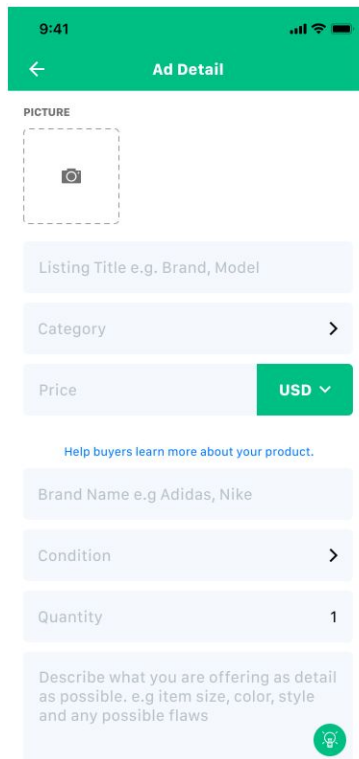 9:41
Ad Detail
PICTURE
Listing Title e.g. Brand, Model
Category
Price
USD
Help buyers learn more about your product.
Brand Name e.g Adidas, Nike
Condition
Quantity
1
Describe what you are offering as detail
as possible. e.g item size, color, style
and any possible flaws